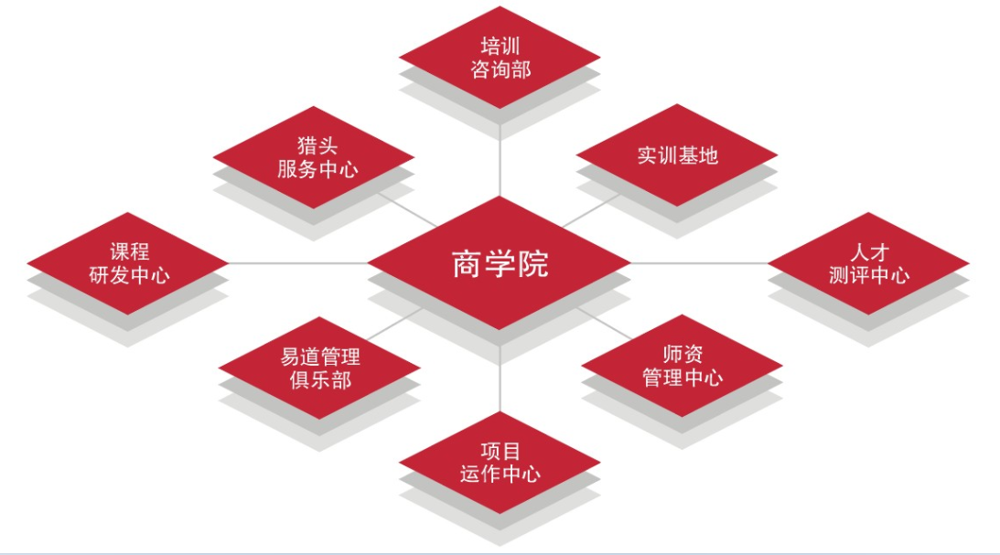 培训
咨询部
猎头
服务中心
实训基地
课程
研发中心
商学院
人才
测评中心
易道管理
俱乐部
师资
管理中心
项目
运作中心